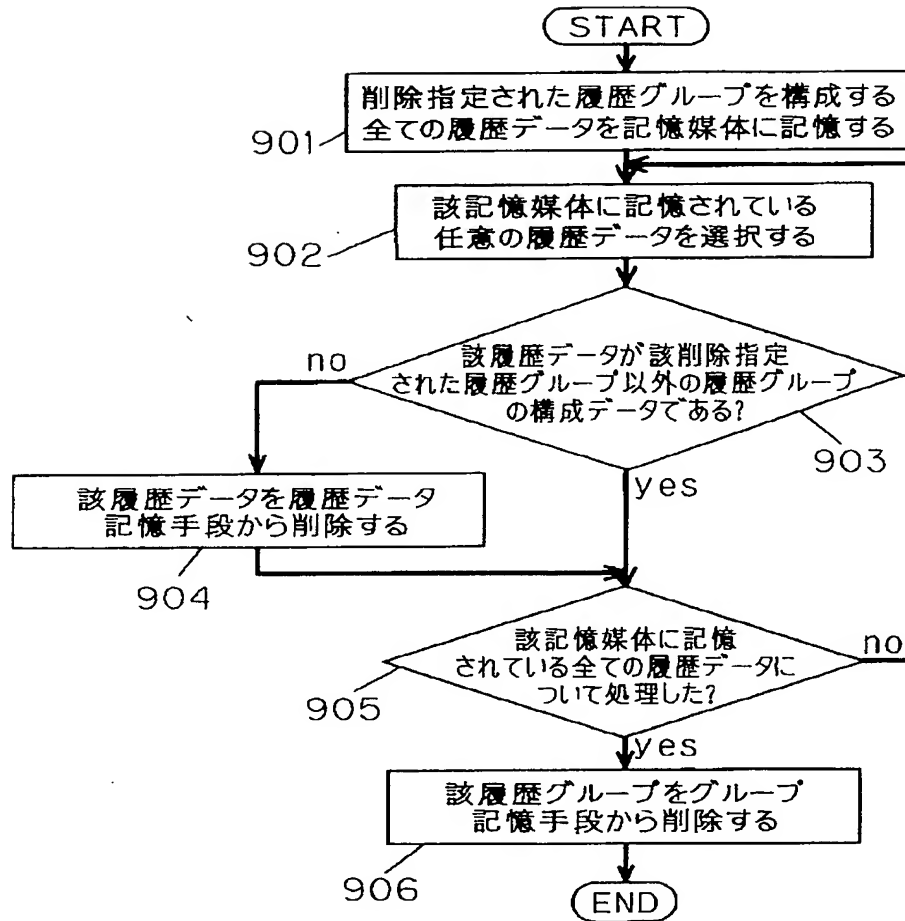 START
削除指定された履歴グループを構成する
全ての履歴データを記憶媒体に記憶する
901
該記憶媒体に記憶されている
任意の履歴データを選択する
902
該履歴データが該削除指定
された履歴グループ以外の履歴グループ
の構成データである?
no
903
yes
該履歴データを履歴データ
記憶手段から削除する
904
該記憶媒体に記憶
されている全ての履歴データに
ついて処理した?
no
905
yes
該履歴グループをグループ
記憶手段から削除する
906
END